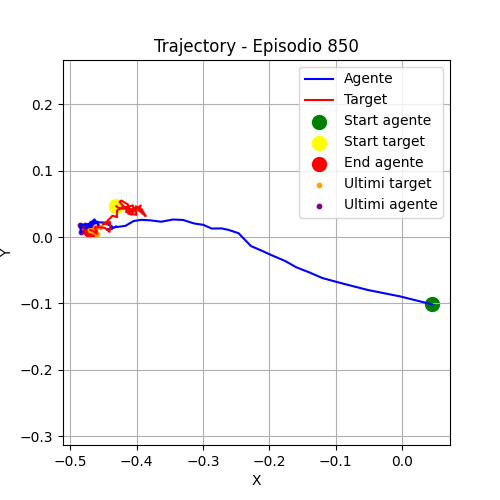 Trajectory - Episodio 850
Agente
Target
Start agente
Start target
End agente
Ultimi target
Ultimi agente
0.2
0.1
0.0
−0.1
−0.2
−0.3
Y
−0.5 −0.4 −0.3 −0.2 −0.1 0.0
X